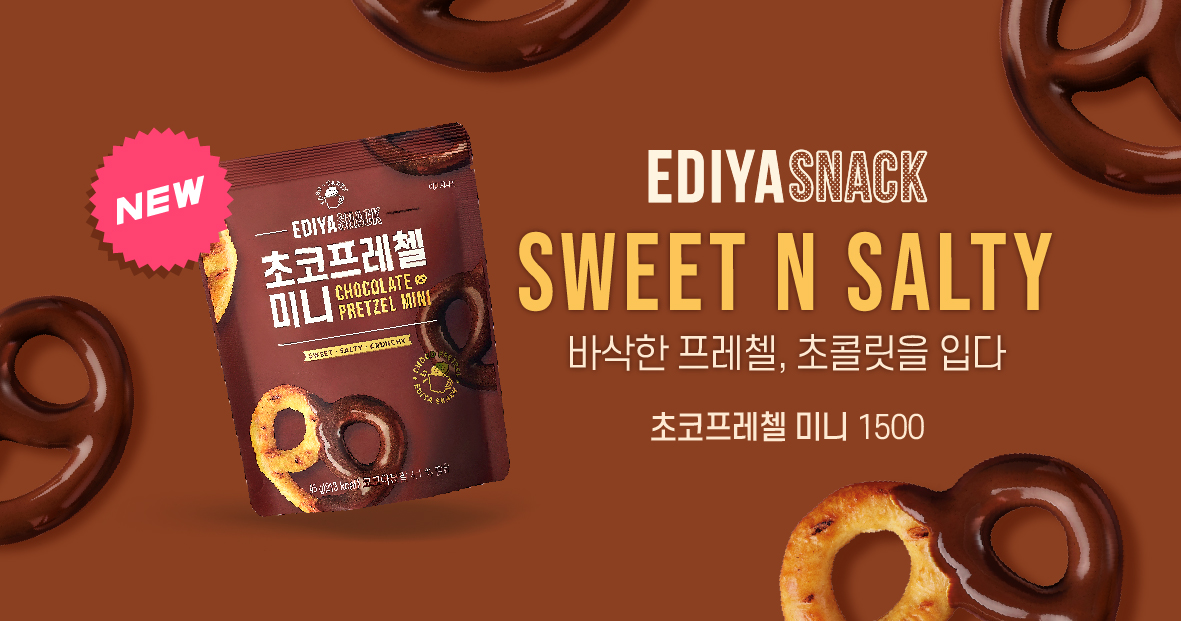 NEW
EDIYA SNACK
초코프레첼
미니
CHOCOLATE
PRETZEL MINI
SWEET · SALTY · CRUNCHY
EDIYA SNACK
EDIYA SNACK
SWEET N SALTY
바삭한 프레첼, 초콜릿을 입다
초코프레첼 미니 1500